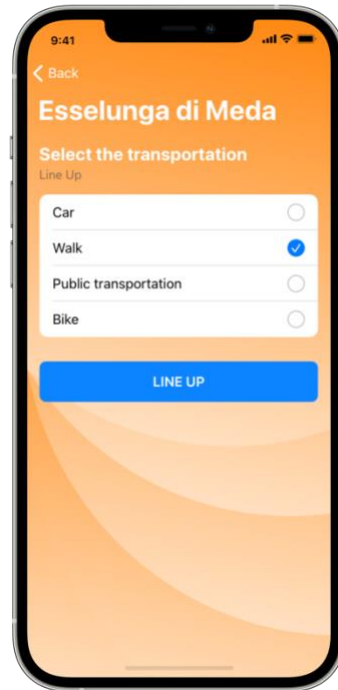 9:41
Back
Esselunga di Meda
Select the transportation
Line Up
Car
Walk
Public transportation
Bike
LINE UP